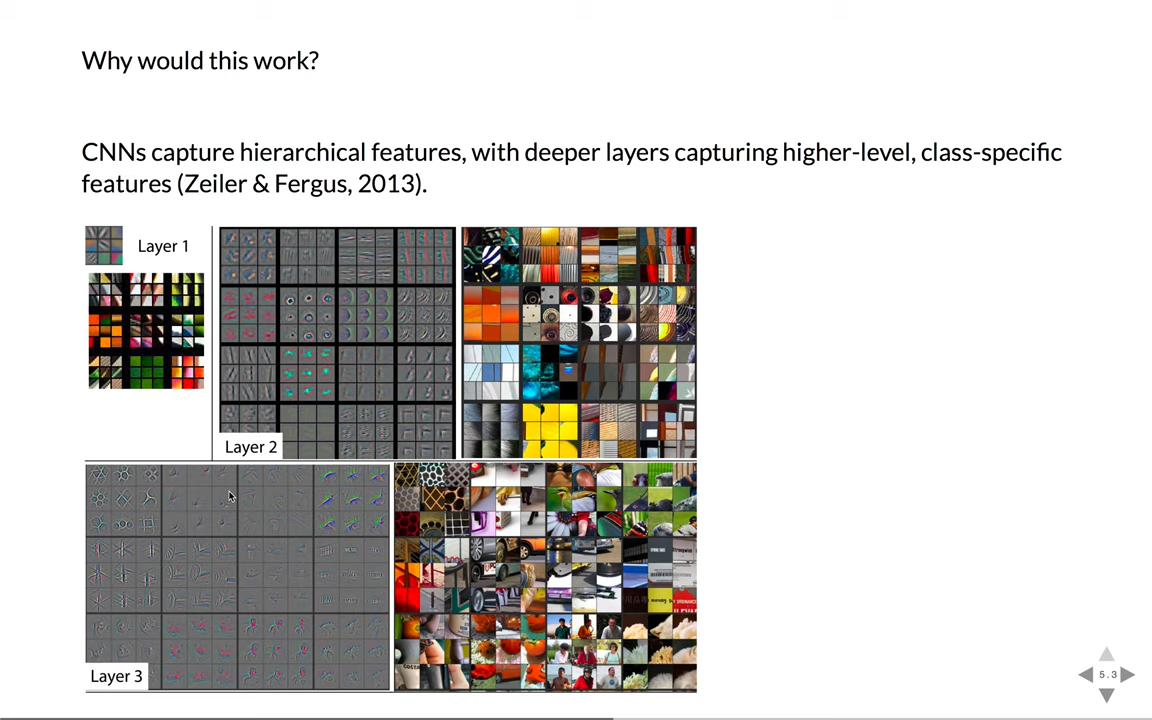 Why would this work?
CNNs capture hierarchical features, with deeper layers capturing higher-level, class-specific
features (Zeiler & Fergus, 2013).
Layer 1
Layer 2
Layer 3
5.3